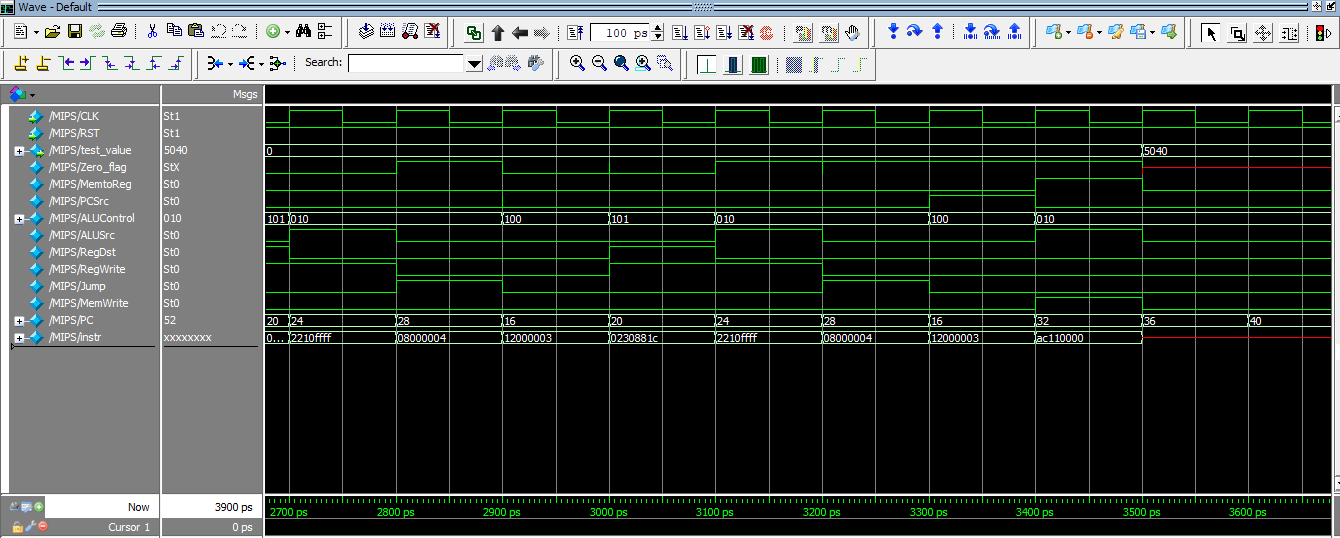 Wave - Default
100 ps
Search:
Msgs
/MIPS/CLK St1
/MIPS/RST St1
/MIPS/test_value 5040 0 5040
/MIPS/Zero_flag StX
/MIPS/MemtoReg St0
/MIPS/PCSrc St0
/MIPS/ALUControl 010 101 010 100 101 010 100 010
/MIPS/ALUSrc St0
/MIPS/RegDst St0
/MIPS/RegWrite St0
/MIPS/Jump St0
/MIPS/MemWrite St0
/MIPS/PC 52 20 24 28 16 20 24 28 16 32 36 40
/MIPS/instr xxxxxxxx 0... 2210ffff 08000004 12000003 0230881c 2210ffff 08000004 12000003 ac110000
Now 3900 ps
2700 ps 2800 ps 2900 ps 3000 ps 3100 ps 3200 ps 3300 ps 3400 ps 3500 ps 3600 ps
Cursor 1 0 ps